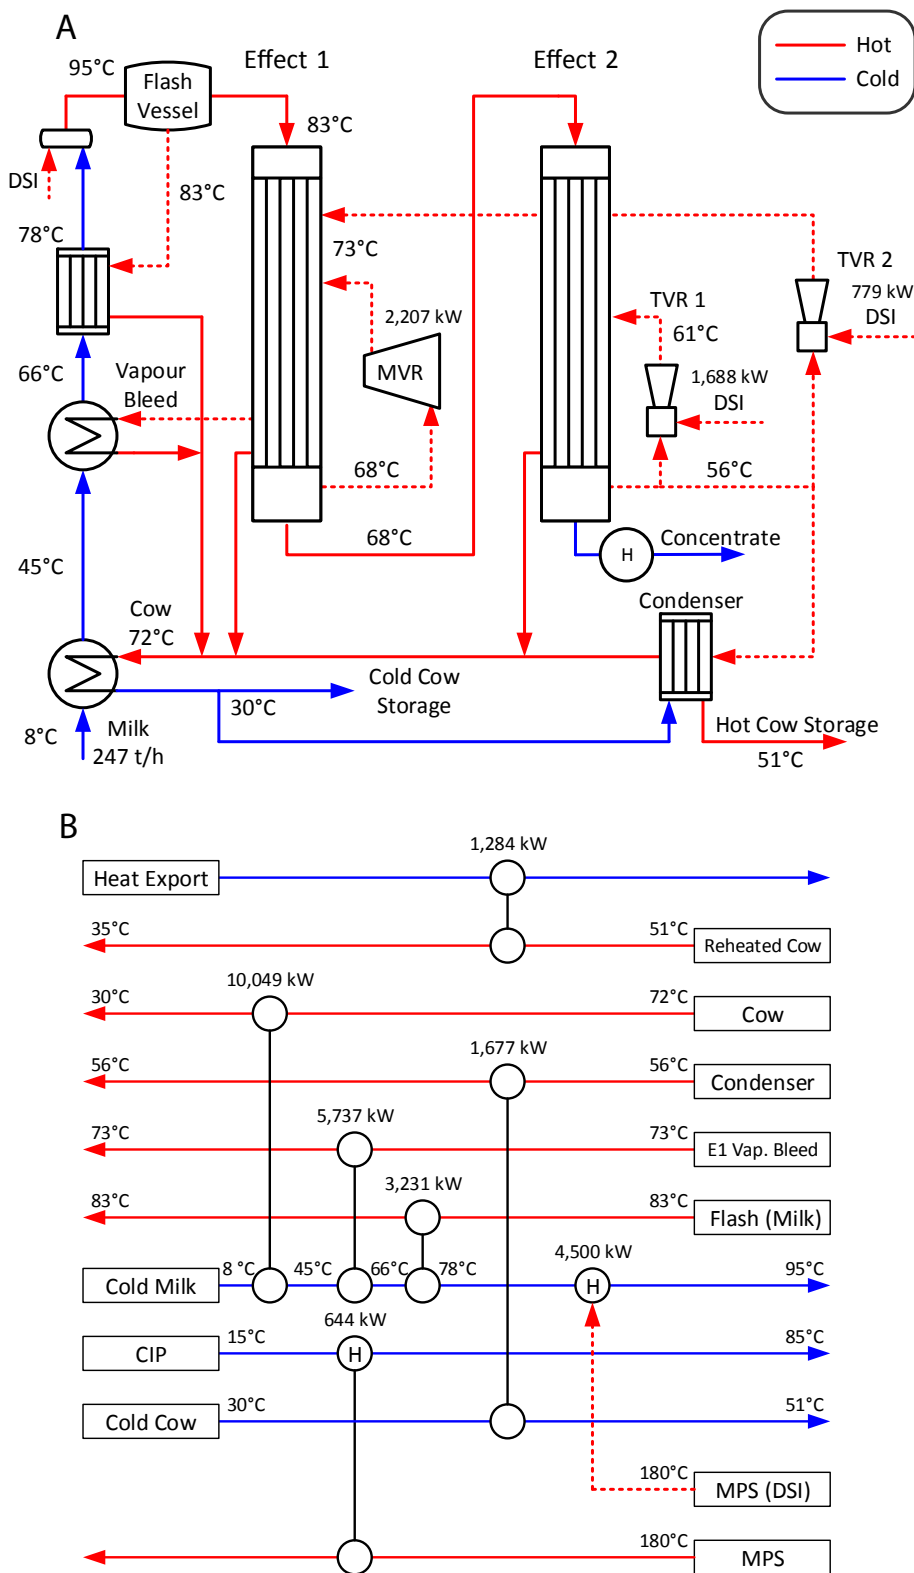 A
Hot
Cold
95°C
Flash
Vessel
Effect 1
Effect 2
83°C
DSI
83°C
78°C
73°C
TVR 2
779 kW
DSI
2,207 kW
TVR 1
61°C
MVR
1,688 kW
DSI
66°C
Vapour
Bleed
68°C
56°C
68°C
45°C
H
Concentrate
Condenser
Cow
72°C
Cold Cow
Storage
30°C
8°C
Milk
247 t/h
Hot Cow Storage
51°C
B
1,284 kW
Heat Export
35°C
51°C
Reheated Cow
10,049 kW
30°C
72°C
Cow
1,677 kW
56°C
56°C
Condenser
5,737 kW
73°C
73°C
E1 Vap. Bleed
3,231 kW
83°C
83°C
Flash (Milk)
4,500 kW
Cold Milk
8 °C
45°C
66°C
78°C
H
95°C
644 kW
CIP
15°C
H
85°C
Cold Cow
30°C
51°C
180°C
MPS (DSI)
180°C
MPS